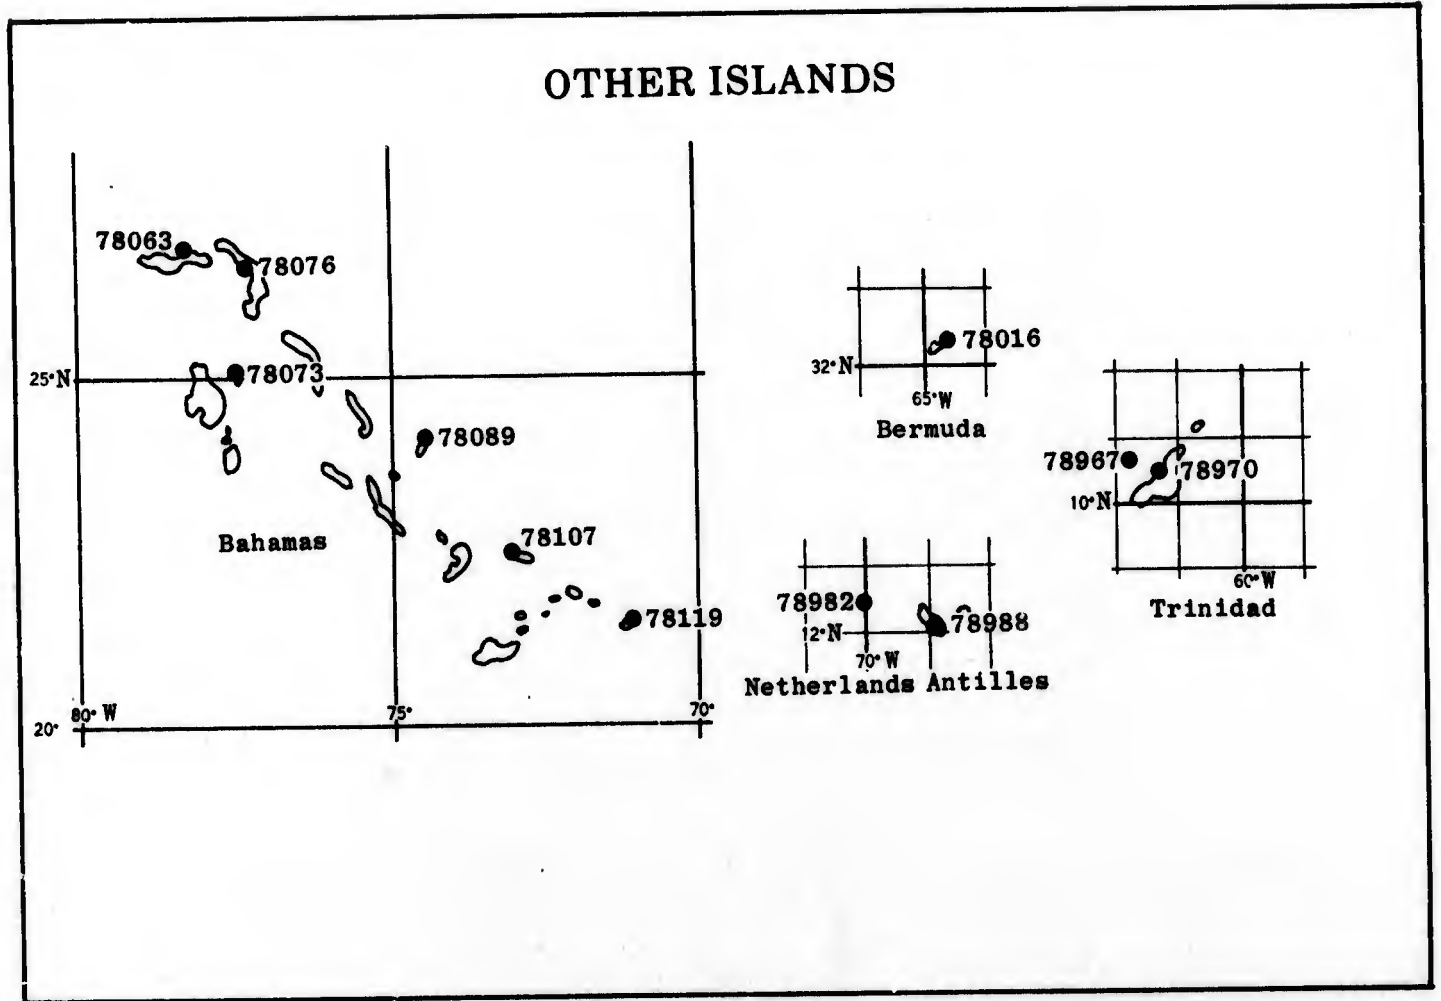 OTHER ISLANDS
78063
78076
25°N
78073
78089
Bahamas
78107
78119
80° W
75°
70°
20°
78016
32°N
65°W
Bermuda
78967
78970
10°N
60°W
Trinidad
78982
78988
12°N
70° W
Netherlands Antilles